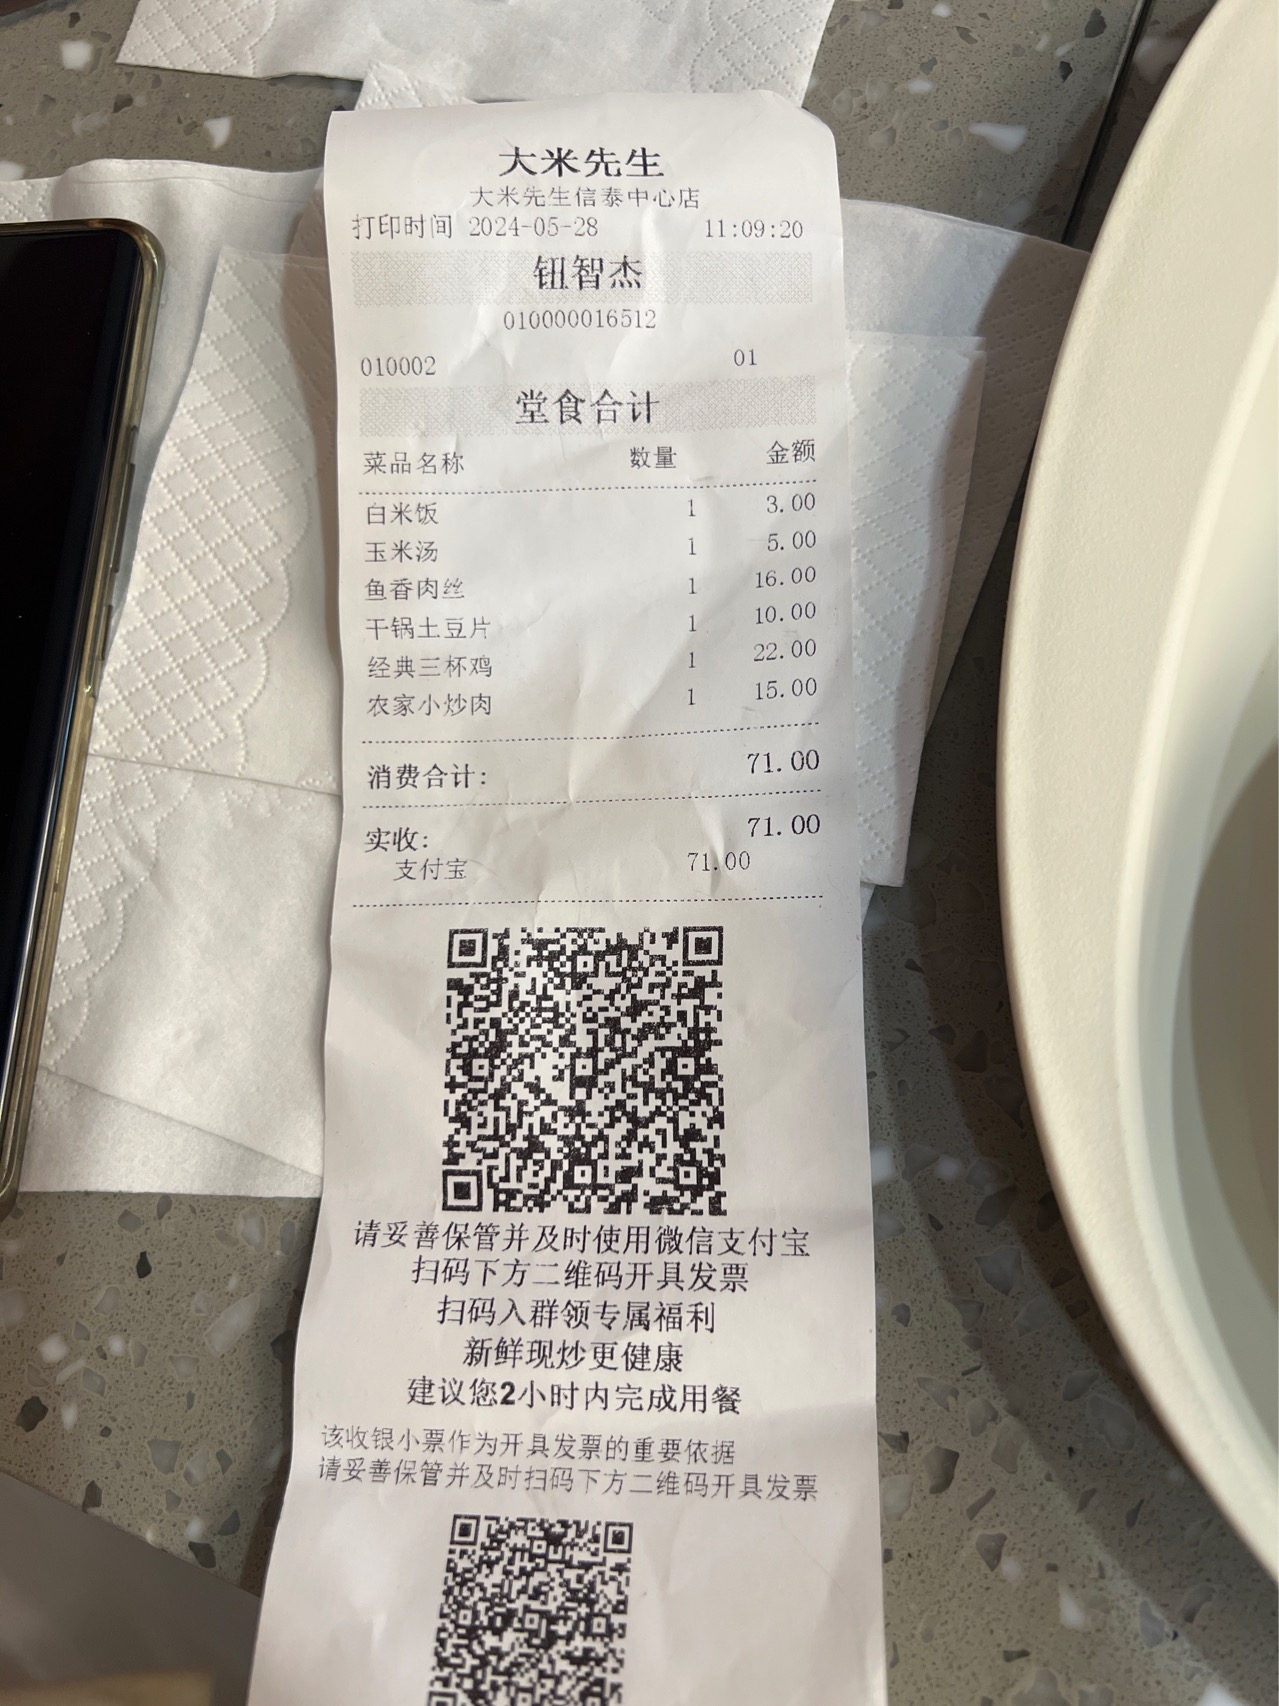 大米先生
大米先生信泰中心店
打印时间 2024-05-28 11:09:20
钮智杰
010000016512
010002 01
堂食合计
菜品名称 数量 金额
白米饭 1 3.00
玉米汤 1 5.00
鱼香肉丝 1 16.00
干锅土豆片 1 10.00
经典三杯鸡 1 22.00
农家小炒肉 1 15.00
消费合计: 71.00
实收: 71.00
支付宝 71.00
请妥善保管并及时使用微信支付宝
扫码下方二维码开具发票
扫码入群领专属福利
新鲜现炒更健康
建议您2小时内完成用餐
该收银小票作为开具发票的重要依据
请妥善保管并及时扫码下方二维码开具发票